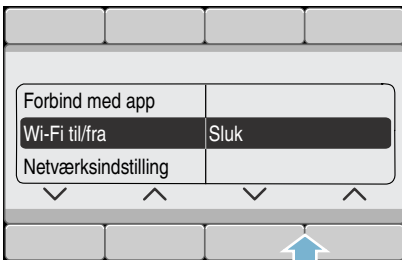 Forbind med app
Wi-Fi til/fra Sluk
Netværksindstilling